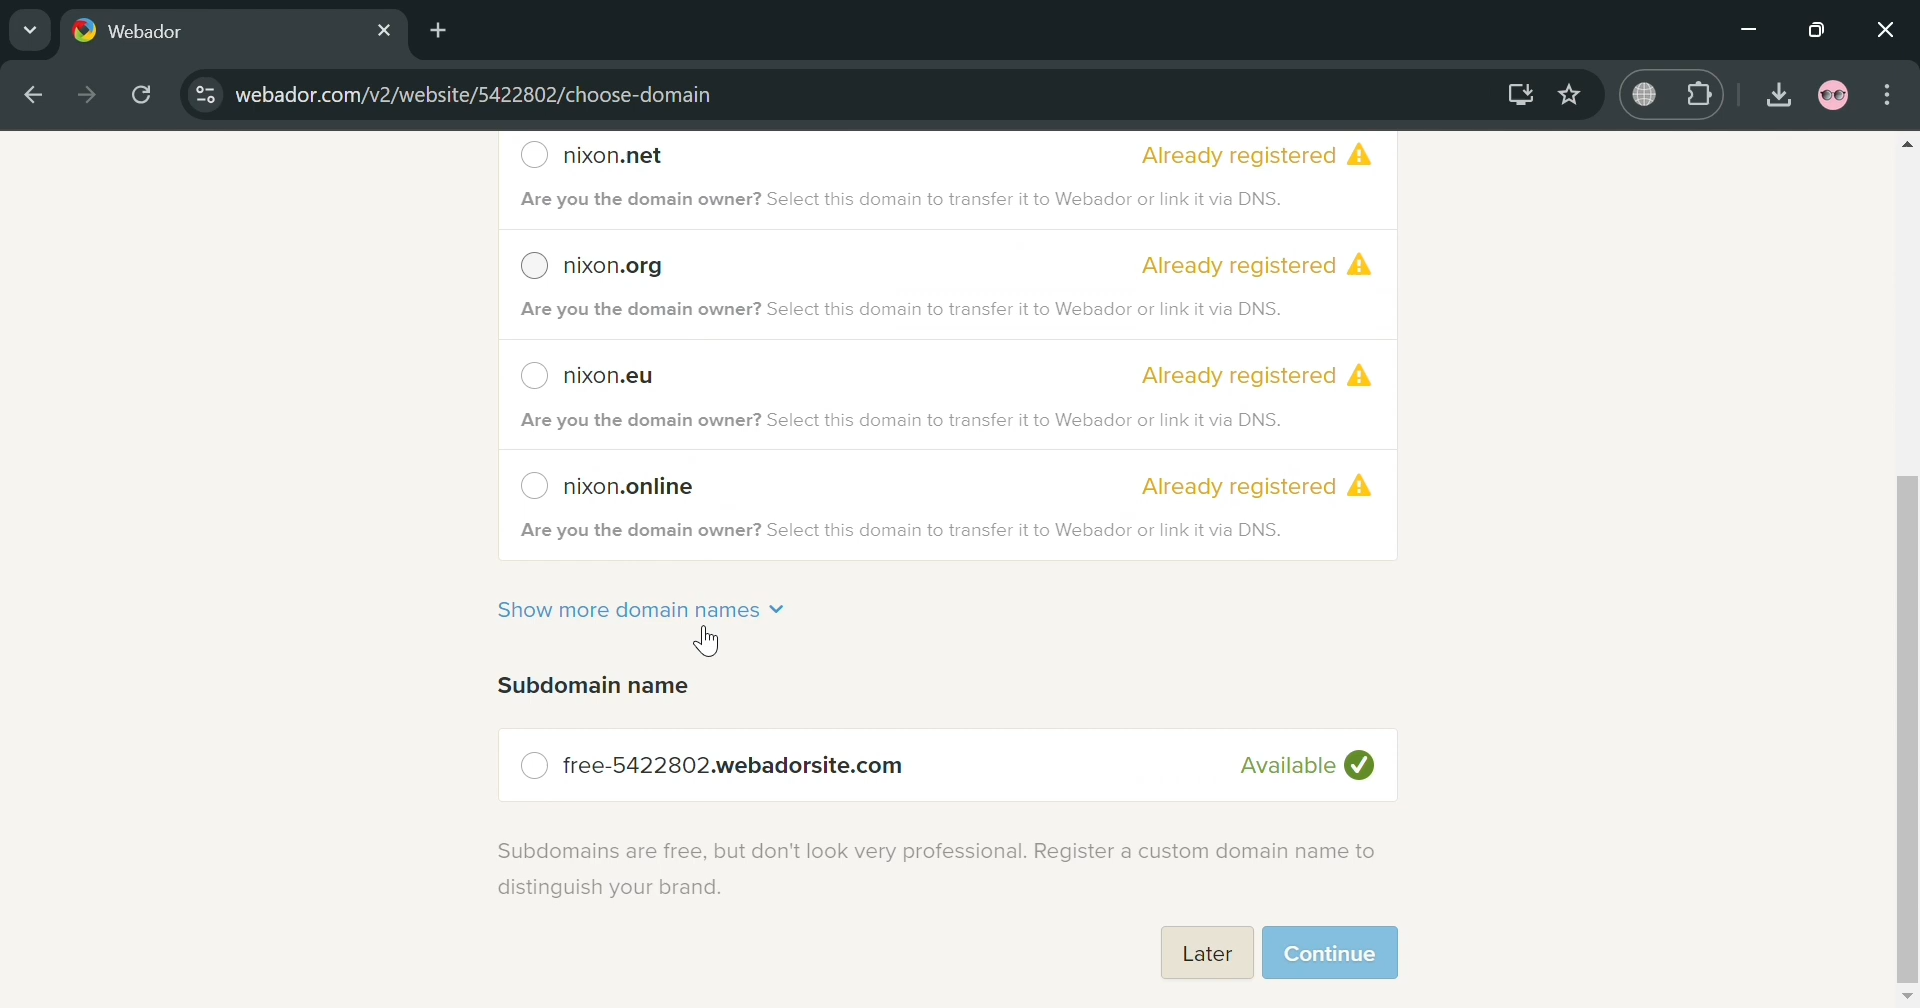 Webador
webador.com/v2/website/5422802/choose-domain
nixon.net Already registered
Are you the domain owner? Select this domain to transfer it to Webador or link it via DNS.
nixon.org Already registered
Are you the domain owner? Select this domain to transfer it to Webador or link it via DNS.
nixon.eu Already registered
Are you the domain owner? Select this domain to transfer it to Webador or link it via DNS.
nixon.online Already registered
Are you the domain owner? Select this domain to transfer it to Webador or link it via DNS.
Show more domain names
Subdomain name
free-5422802.webadorsite.com Available
Subdomains are free, but don't look very professional. Register a custom domain name to
distinguish your brand.
Later Continue